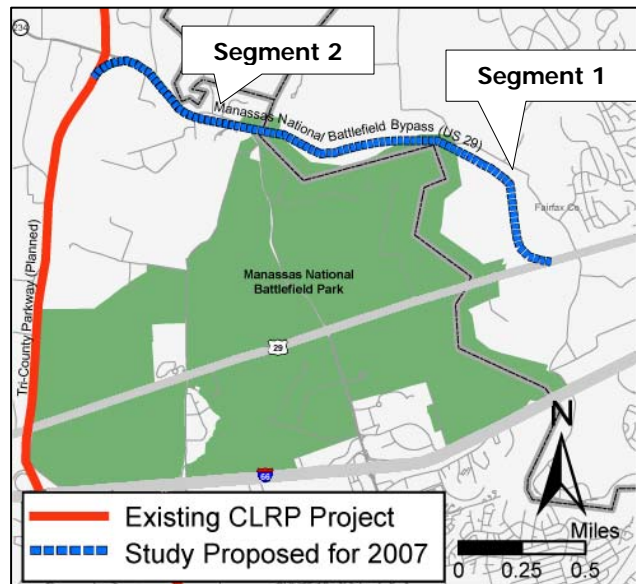 234
Segment 2
Segment 1
Manassas National Battlefield Bypass (US 29)
Fairfax Co.
Tri-County Parkway (Planned)
Manassas National
Battlefield Park
29
66
N
Existing CLRP Project
Study Proposed for 2007
Miles
0 0.25 0.5